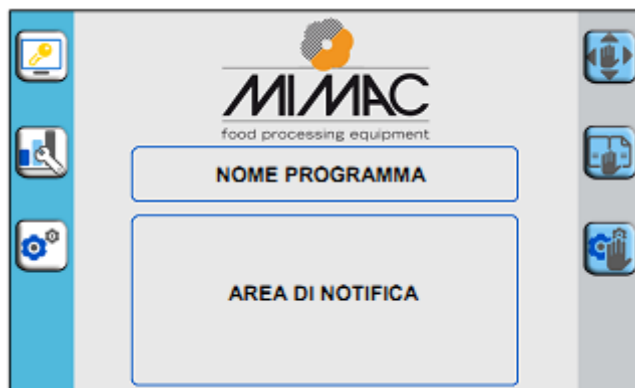 MIMAC
food processing equipment
NOME PROGRAMMA
AREA DI NOTIFICA